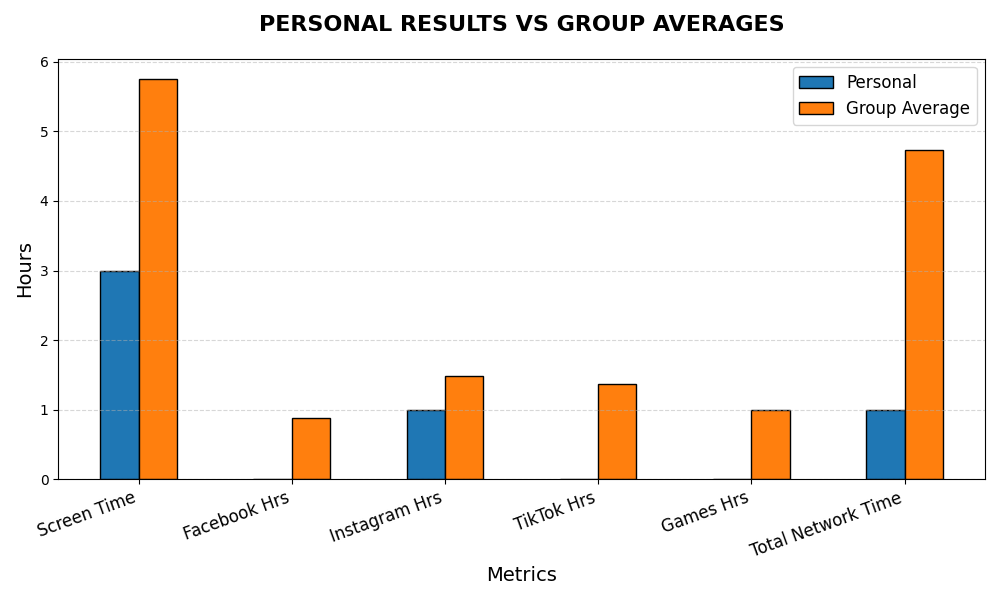 PERSONAL RESULTS VS GROUP AVERAGES
Personal
Group Average
Hours
6
5
4
3
2
1
0
Screen Time
Facebook Hrs
Instagram Hrs
TikTok Hrs
Games Hrs
Total Network Time
Metrics